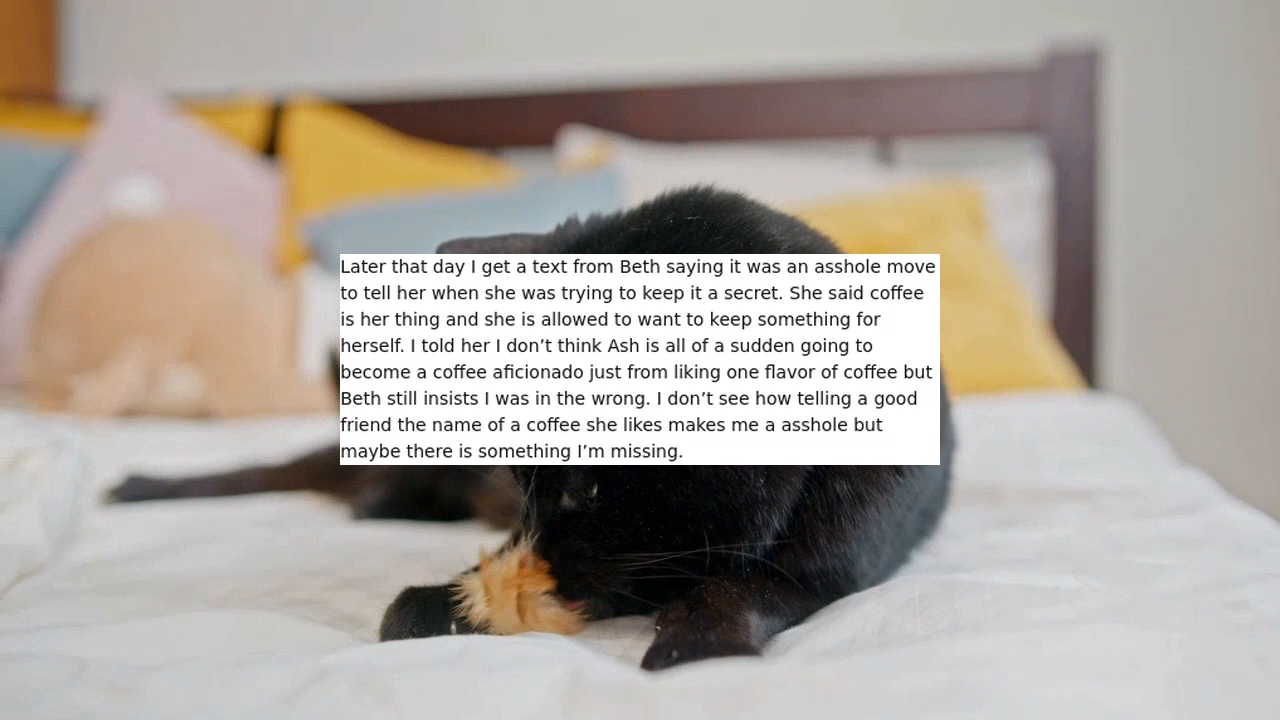 Later that day I get a text from Beth saying it was an asshole move
to tell her when she was trying to keep it a secret. She said coffee
is her thing and she is allowed to want to keep something for
herself. I told her I don’t think Ash is all of a sudden going to
become a coffee aficionado just from liking one flavor of coffee but
Beth still insists I was in the wrong. I don’t see how telling a good
friend the name of a coffee she likes makes me a asshole but
maybe there is something I’m missing.